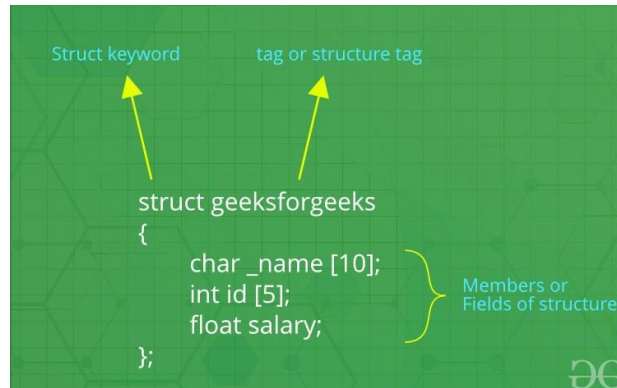 Struct keyword
tag or structure tag
struct geeksforgeeks
{
char _name [10];
int id [5];
float salary;
};
Members or
Fields of structure